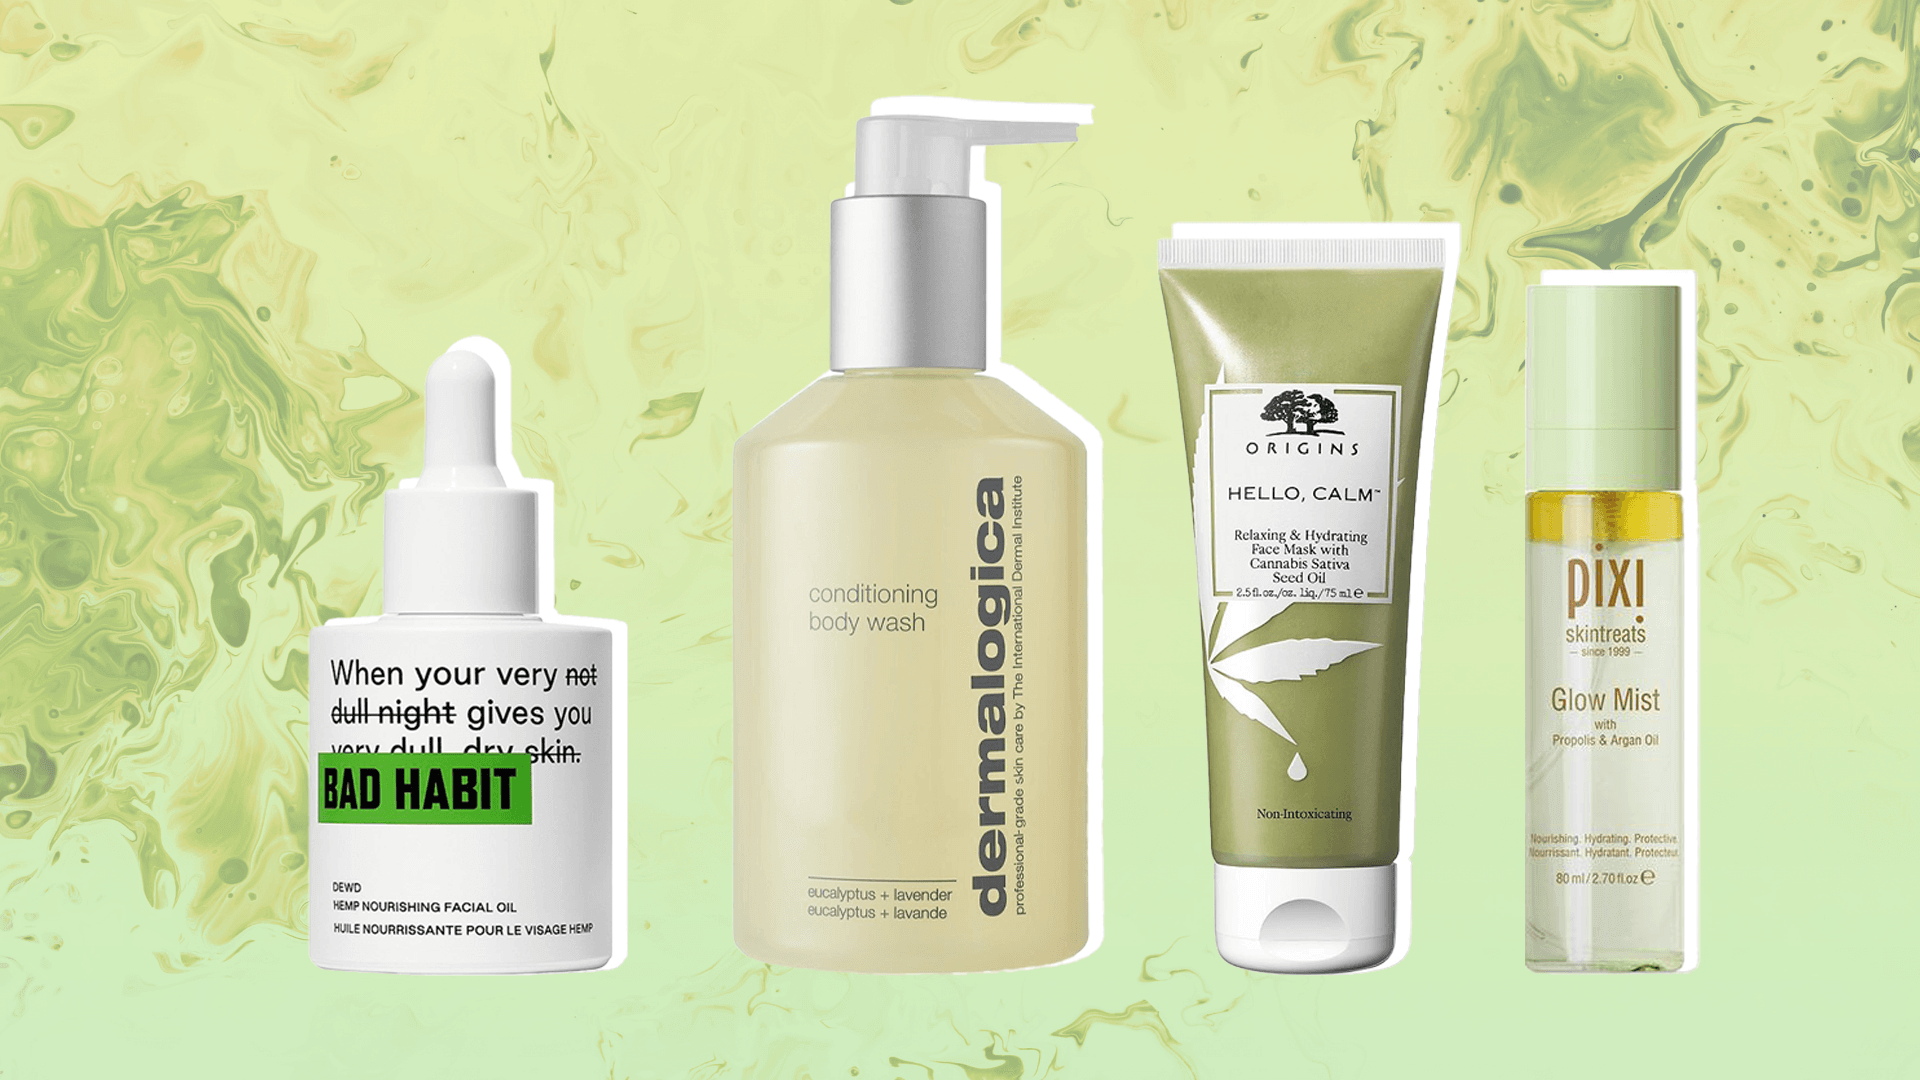 When your very not
dull night gives you
very dull, dry skin.
BAD HABIT
DEWD
HEMP NOURISHING FACIAL OIL
HUILE NOURRISSANTE POUR LE VISAGE HEMP
conditioning
body wash
dermalogica
professional-grade skin care by The International Dermal Institute
eucalyptus + lavender
eucalyptus + lavande
ORIGINS
HELLO, CALM™
Relaxing & Hydrating
Face Mask with
Cannabis Sativa
Seed Oil
2.5 fl.oz./oz. liq./75 ml e
Non-Intoxicating
pixi
skintreats
— since 1999 —
Glow Mist
with
Propolis & Argan Oil
Nourishing. Hydrating. Protective.
Nourrissant. Hydratant. Protecteur.
80 ml / 2.70 fl.oz e